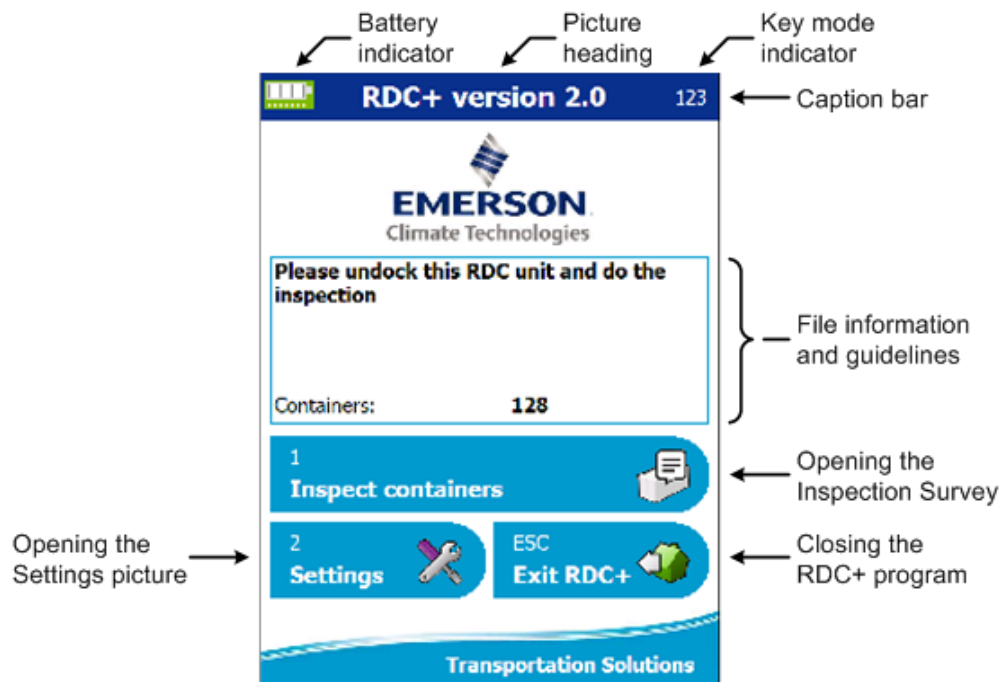 Battery
indicator
Picture
heading
Key mode
indicator
RDC+ version 2.0
123
Caption bar
EMERSON
Climate Technologies
Please undock this RDC unit and do the
inspection
Containers: 128
File information
and guidelines
1
Inspect containers
Opening the
Inspection Survey
Opening the
Settings picture
2
Settings
ESC
Exit RDC+
Closing the
RDC+ program
Transportation Solutions